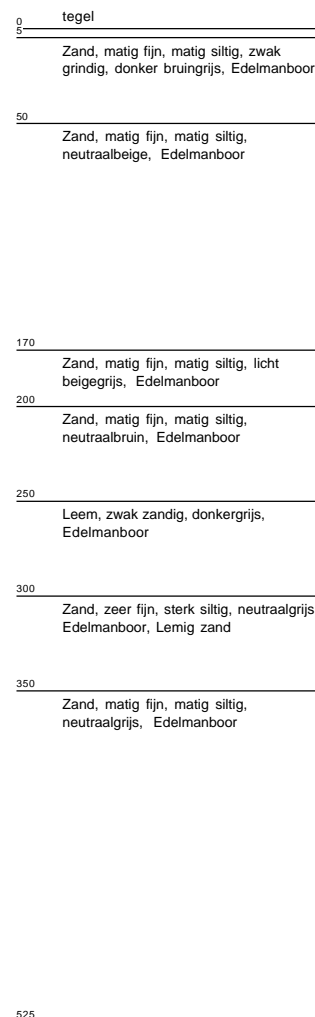 0 tegel
5
Zand, matig fijn, matig siltig, zwak
grindig, donker bruingrijs, Edelmanboor
50
Zand, matig fijn, matig siltig,
neutraalbeige, Edelmanboor
170
Zand, matig fijn, matig siltig, licht
beigegrijs, Edelmanboor
200
Zand, matig fijn, matig siltig,
neutraalbruin, Edelmanboor
250
Leem, zwak zandig, donkergrijs,
Edelmanboor
300
Zand, zeer fijn, sterk siltig, neutraalgrijs
Edelmanboor, Lemig zand
350
Zand, matig fijn, matig siltig,
neutraalgrijs, Edelmanboor
525